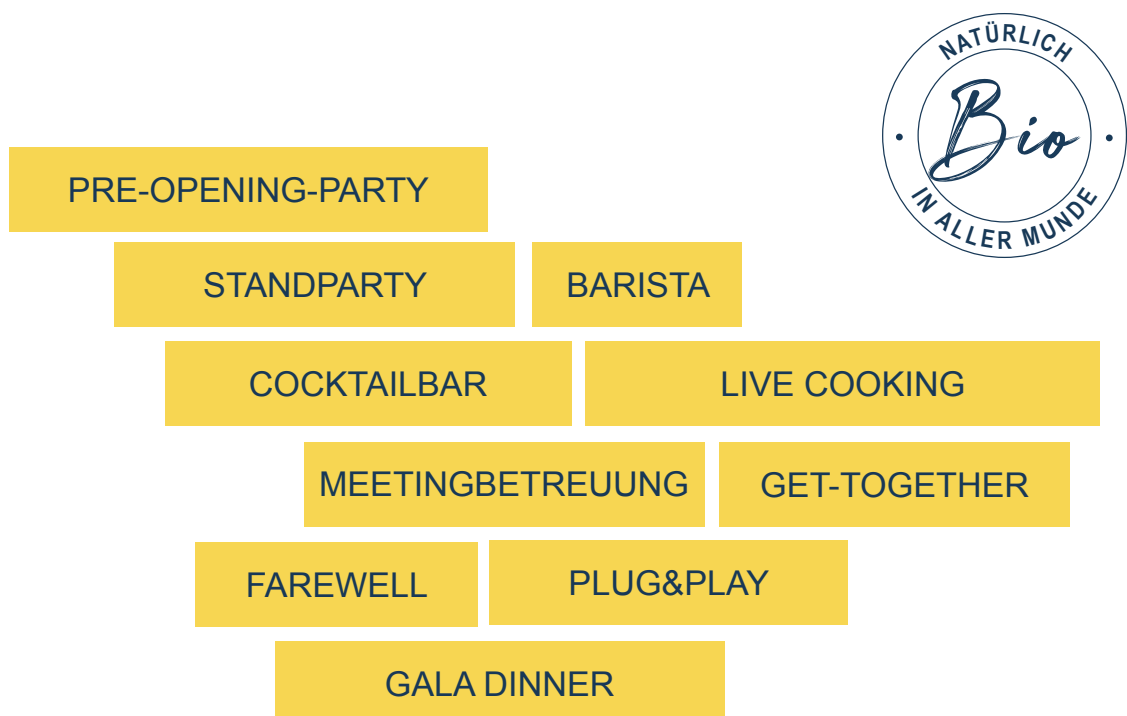 NATÜRLICH
Bio
IN ALLER MUNDE
PRE-OPENING-PARTY
STANDPARTY
BARISTA
COCKTAILBAR
LIVE COOKING
MEETINGBETREUUNG
GET-TOGETHER
FAREWELL
PLUG&PLAY
GALA DINNER